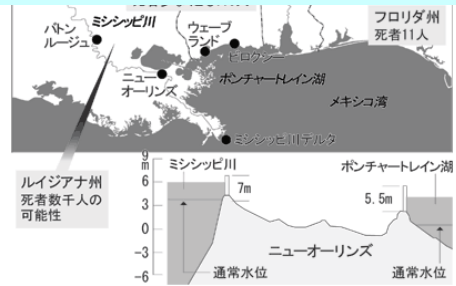 ミシシッピ川
バトン
ルージュ
ウェーブ
ランド
ビロクシー
フロリダ州
死者11人
ニュー
オーリンズ
ポンチャートレイン湖
メキシコ湾
ミシシッピ川デルタ
ルイジアナ州
死者数千人の
可能性
9
m
6
3
0
-3
-6
ミシシッピ川
7m
ポンチャートレイン湖
5.5m
ニューオーリンズ
通常水位
通常水位